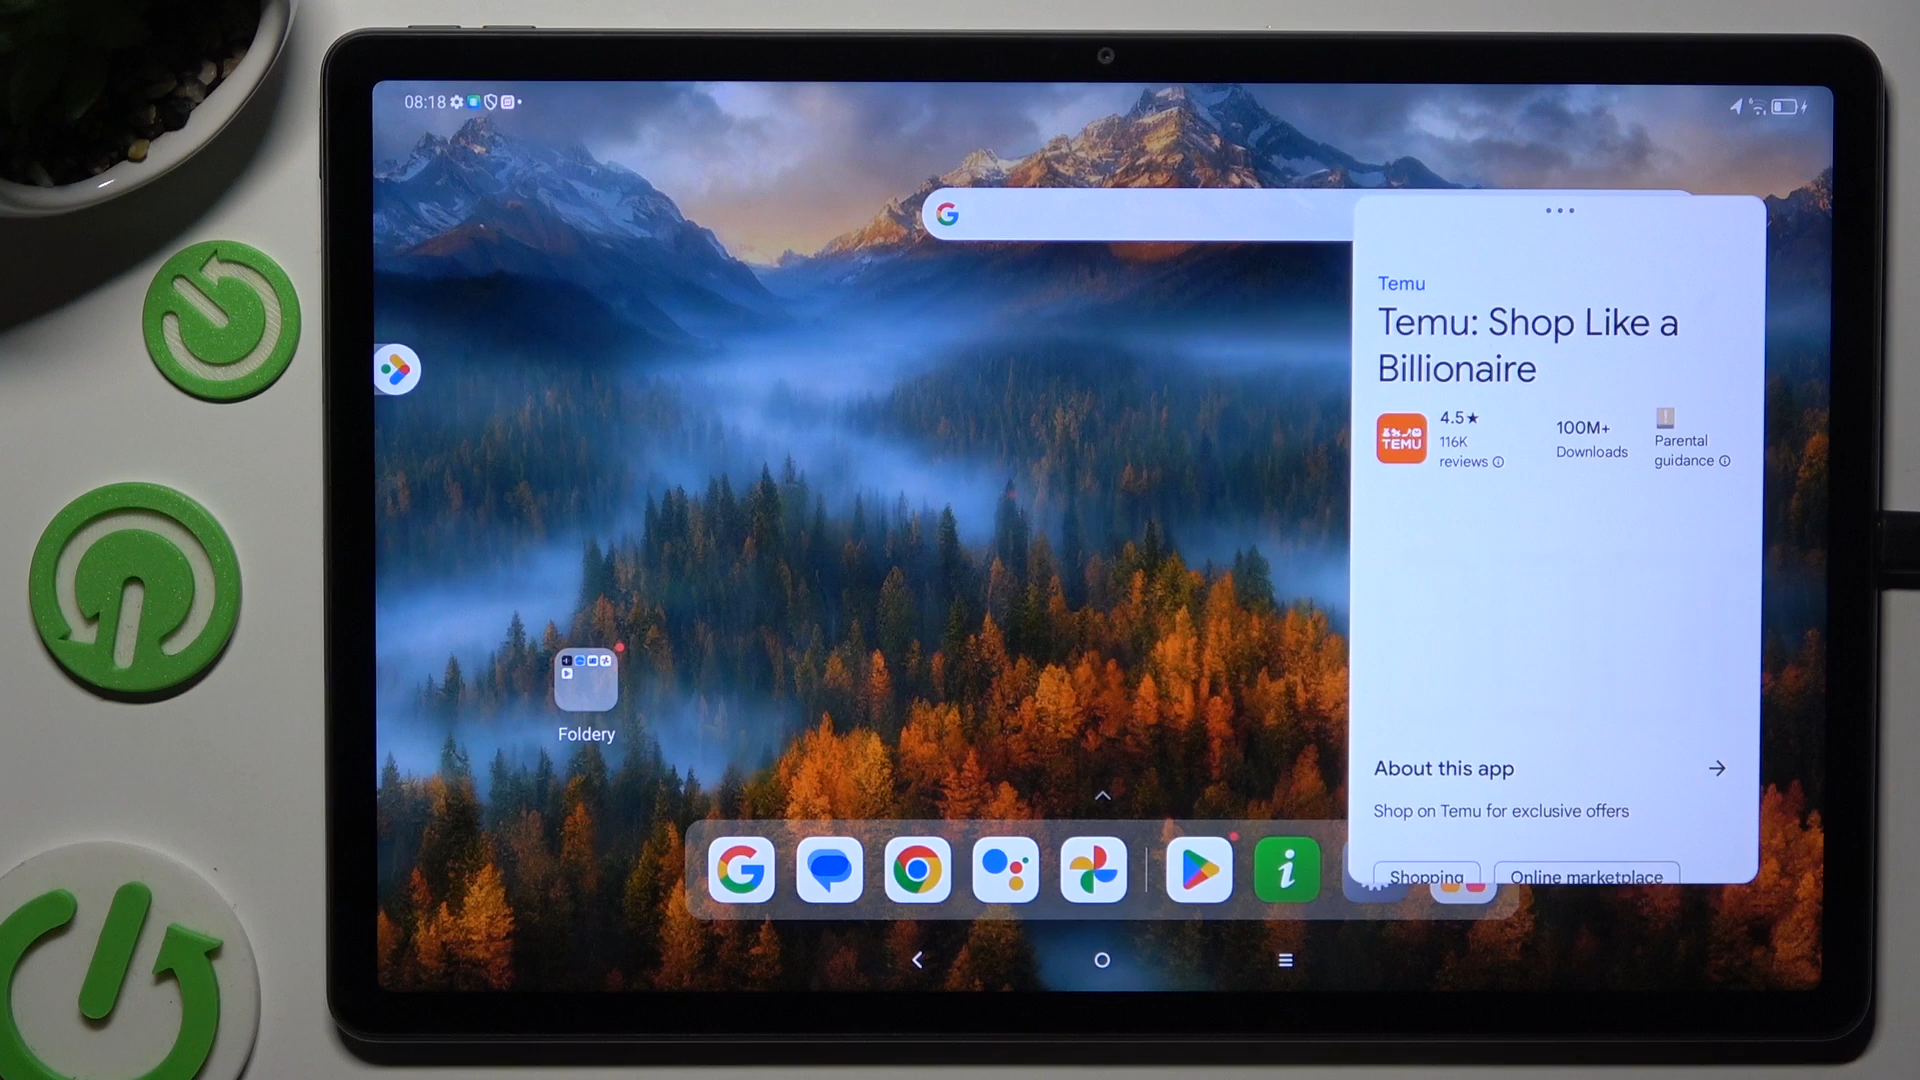 08:18
Temu
Temu: Shop Like a
Billionaire
TEMU
4.5★
116K
reviews
100M+
Downloads
Parental
guidance
Foldery
About this app
Shop on Temu for exclusive offers
Shopping
Online marketplace